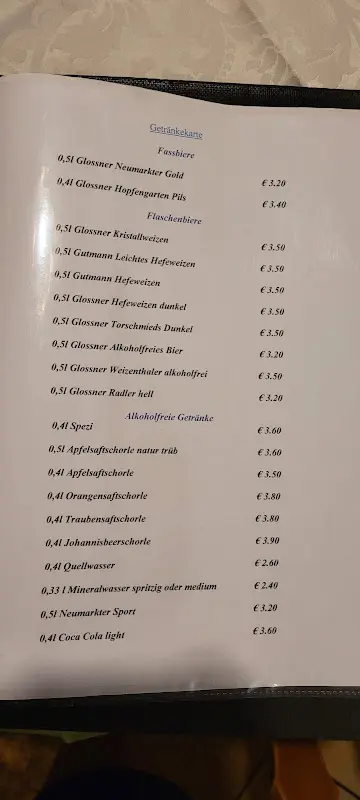 Getränkekarte
Fassbiere
0,5l Glossner Neumarkter Gold € 3.20
0,4l Glossner Hopfengarten Pils € 3.40
Flaschenbiere
0,5l Glossner Kristallweizen € 3.50
0,5l Gutmann Leichtes Hefeweizen € 3.50
0,5l Gutmann Hefeweizen € 3.50
0,5l Glossner Hefeweizen dunkel € 3.50
0,5l Glossner Torschmieds Dunkel € 3.50
0,5l Glossner Alkoholfreies Bier € 3.20
0,5l Glossner Weizenthaler alkoholfrei € 3.50
0,5l Glossner Radler hell € 3.20
Alkoholfreie Getränke
0,4l Spezi € 3.60
0,5l Apfelsaftschorle natur trüb € 3.60
0,4l Apfelsaftschorle € 3.50
0,4l Orangensaftschorle € 3.80
0,4l Traubensaftschorle € 3.80
0,4l Johannisbeerschorle € 3.90
0,4l Quellwasser € 2.60
0,33 l Mineralwasser spritzig oder medium € 2.40
0,5l Neumarkter Sport € 3.20
0,4l Coca Cola light € 3.60